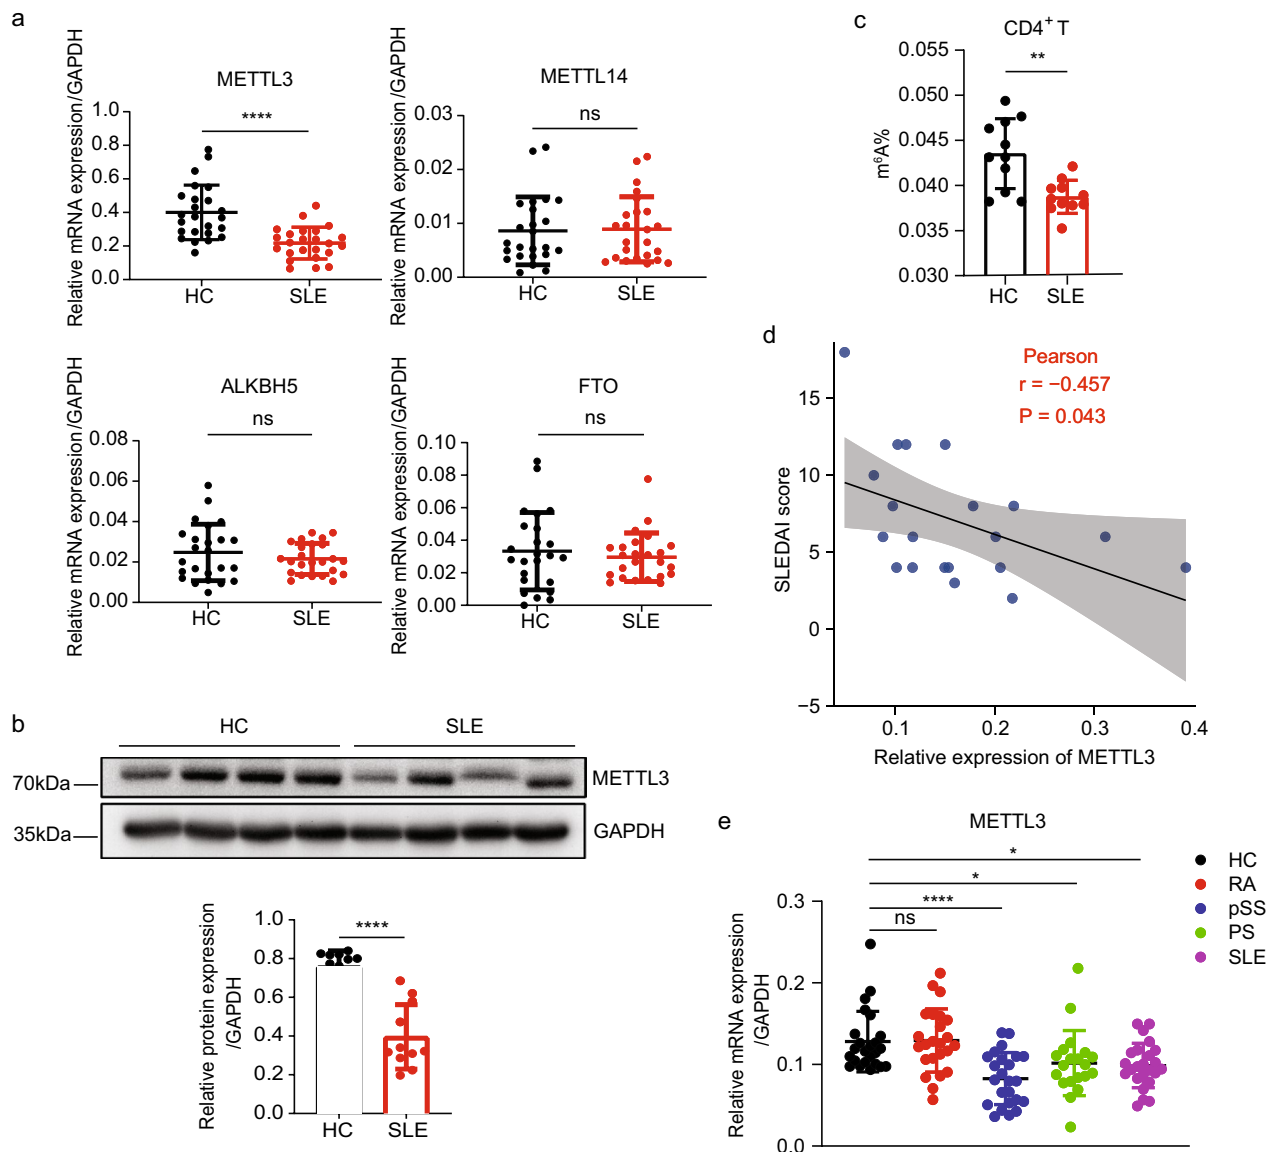 a
METTL3
Relative mRNA expression/GAPDH
1.0
0.8
0.6
0.4
0.2
0.0
****
HC
SLE
METTL14
Relative mRNA expression/GAPDH
0.03
0.02
0.01
0.00
ns
HC
SLE
ALKBH5
Relative mRNA expression/GAPDH
0.08
0.06
0.04
0.02
0.00
ns
HC
SLE
FTO
Relative mRNA expression/GAPDH
0.10
0.08
0.06
0.04
0.02
0.00
ns
HC
SLE
b
HC
SLE
70kDa
METTL3
35kDa
GAPDH
Relative protein expression
/GAPDH
1.0
0.8
0.6
0.4
0.2
0.0
****
HC
SLE
c
CD4⁺ T
m⁶A%
0.055
0.050
0.045
0.040
0.035
0.030
**
HC
SLE
d
Pearson
r = −0.457
P = 0.043
SLEDAI score
15
10
5
0
−5
0.1
0.2
0.3
0.4
Relative expression of METTL3
e
METTL3
Relative mRNA expression
/GAPDH
0.3
0.2
0.1
0.0
*
*
****
ns
HC
RA
pSS
PS
SLE